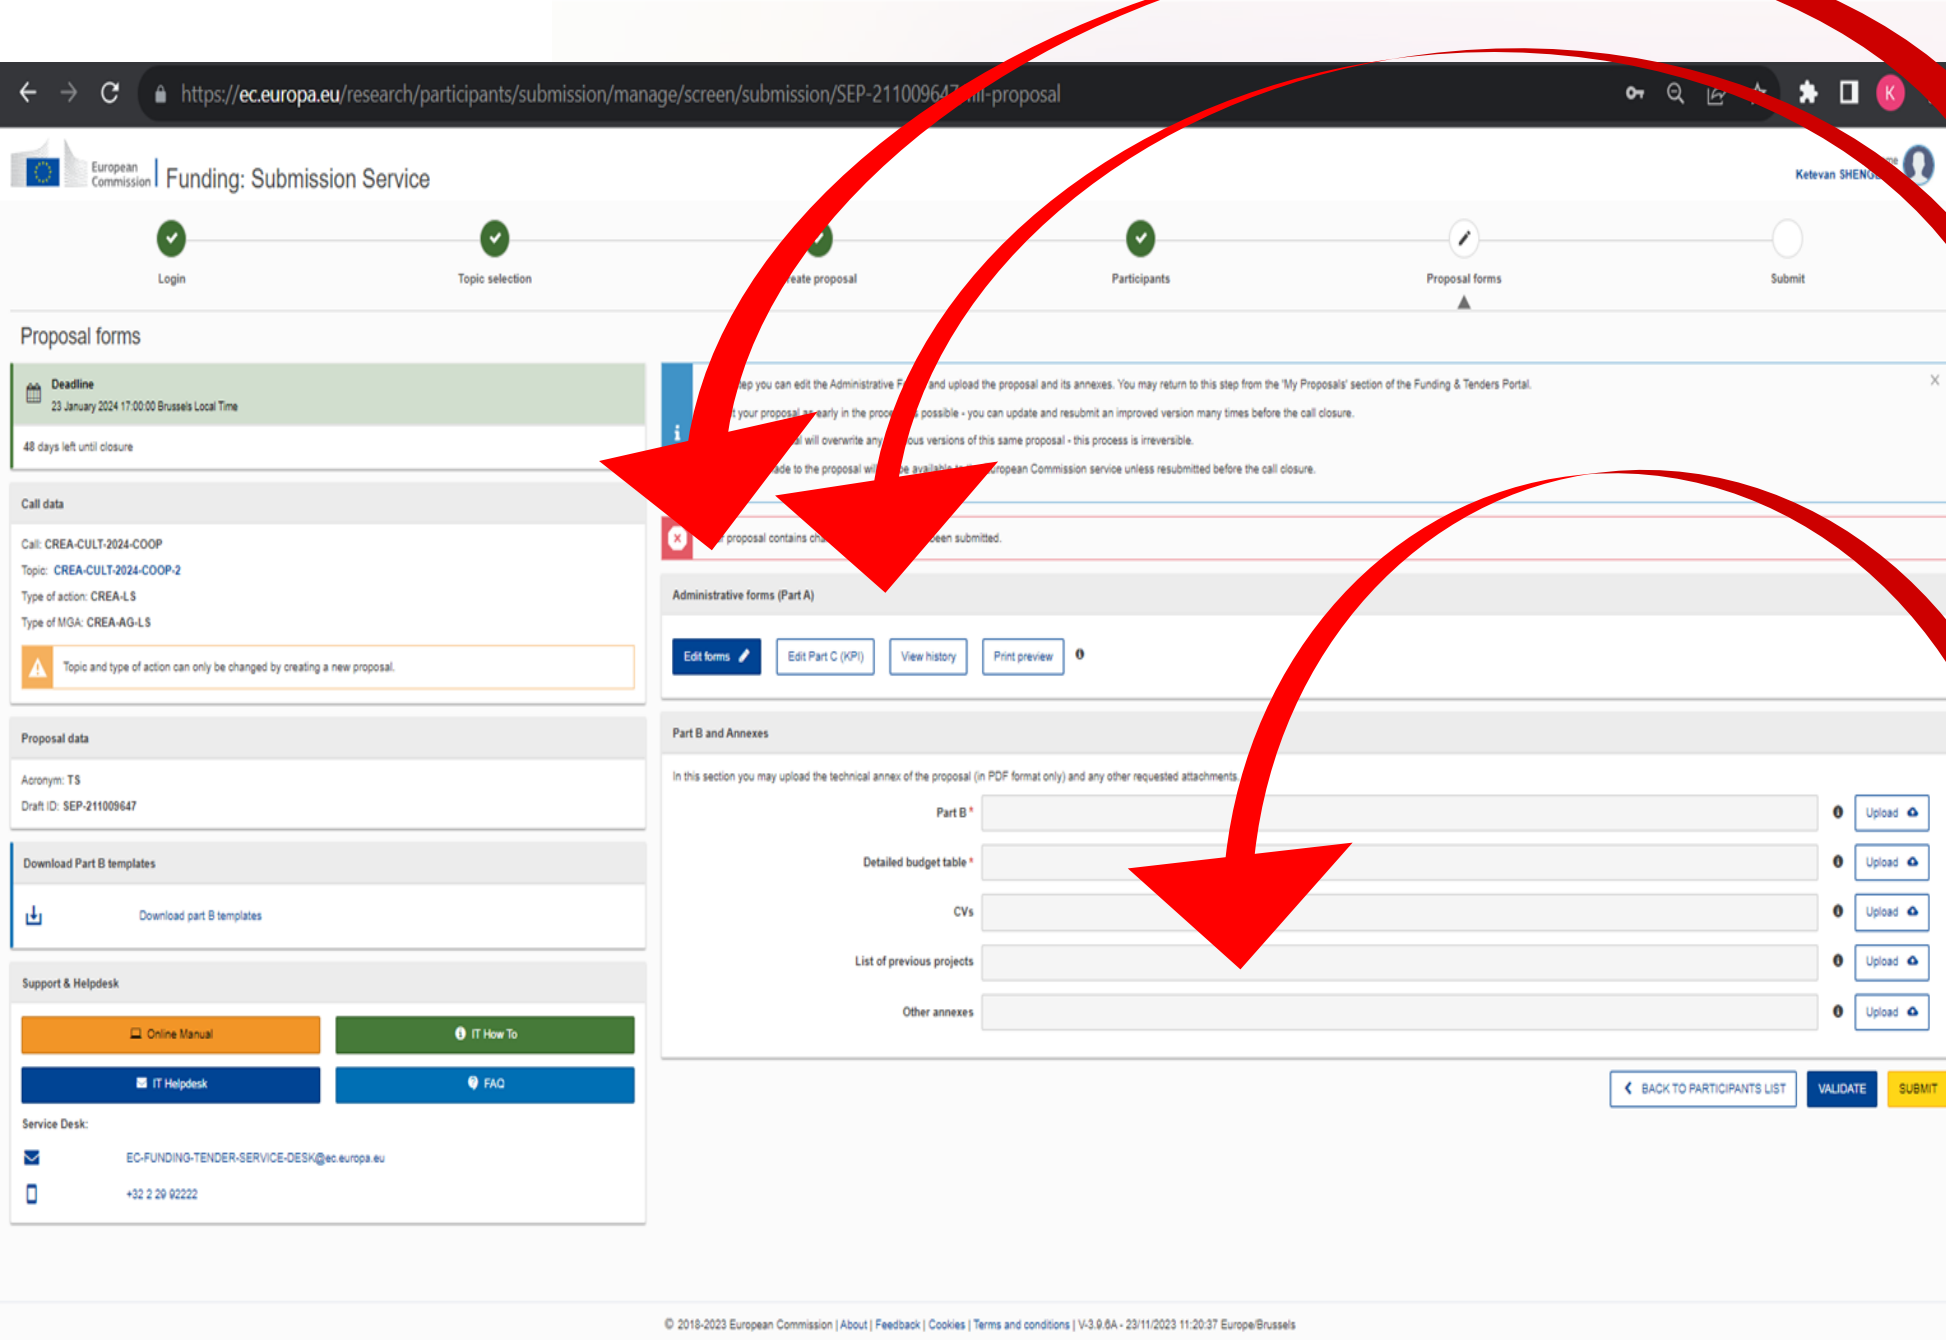 https://ec.europa.eu/research/participants/submission/manage/screen/submission/SEP-211009647 -proposal
K
European
Commission
Funding: Submission Service
Ketevan
Login
Topic selection
proposal
Participants
Proposal forms
Submit
Proposal forms
Deadline
23 January 2024 17:00:00 Brussels Local Time
48 days left until closure
you can edit the Administrative and upload the proposal and its annexes. You may return to this step from the 'My Proposals' section of the Funding & Tenders Portal.
your proposal as early in the possible - you can update and resubmit an improved version many times before the call closure.
will overwrite any versions of this same proposal - this process is irreversible.
to the proposal Commission service unless resubmitted before the call closure.
proposal contains been submitted.
Call data
Call: CREA-CULT-2024-COOP
Topic: CREA-CULT-2024-COOP-2
Type of action: CREA-LS
Type of MGA: CREA-AG-LS
Topic and type of action can only be changed by creating a new proposal.
Proposal data
Acronym: TS
Draft ID: SEP-211009647
Download Part B templates
Download part B templates
Support & Helpdesk
Online Manual
IT How To
IT Helpdesk
FAQ
Service Desk:
EC-FUNDING-TENDER-SERVICE-DESK@ec.europa.eu
+32 2 29 92222
Administrative forms (Part A)
Edit forms
Edit Part C (KPI)
View history
Print preview
Part B and Annexes
In this section you may upload the technical annex of the proposal (in PDF format only) and any other requested attachments.
Part B *
Upload
Detailed budget table *
Upload
CVs
Upload
List of previous projects
Upload
Other annexes
Upload
BACK TO PARTICIPANTS LIST
VALIDATE
SUBMIT
© 2018-2023 European Commission | About | Feedback | Cookies | Terms and conditions | V-3.9.6A - 23/11/2023 11:20:37 Europe/Brussels